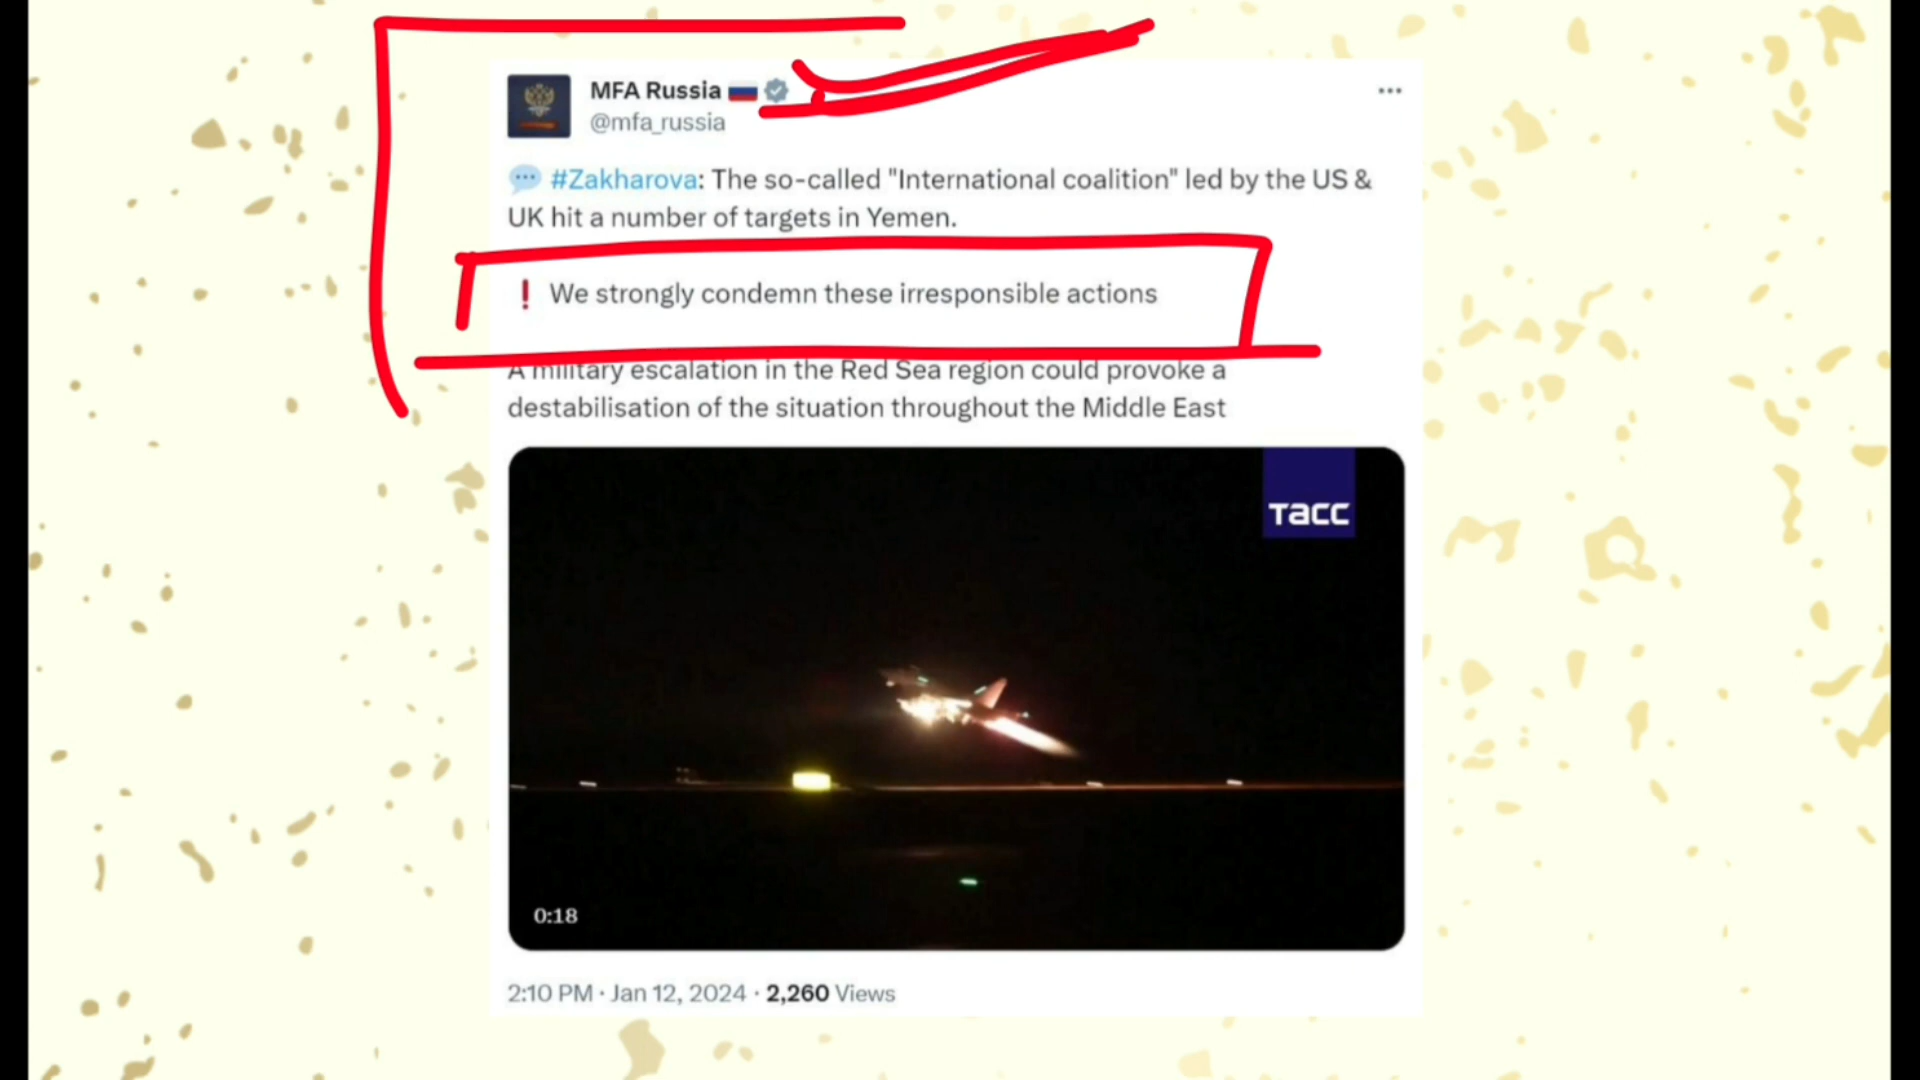 MFA Russia
@mfa_russia
#Zakharova: The so-called "International coalition" led by the US &
UK hit a number of targets in Yemen.
❗ We strongly condemn these irresponsible actions
A military escalation in the Red Sea region could provoke a
destabilisation of the situation throughout the Middle East
тасс
0:18
2:10 PM · Jan 12, 2024 · 2,260 Views